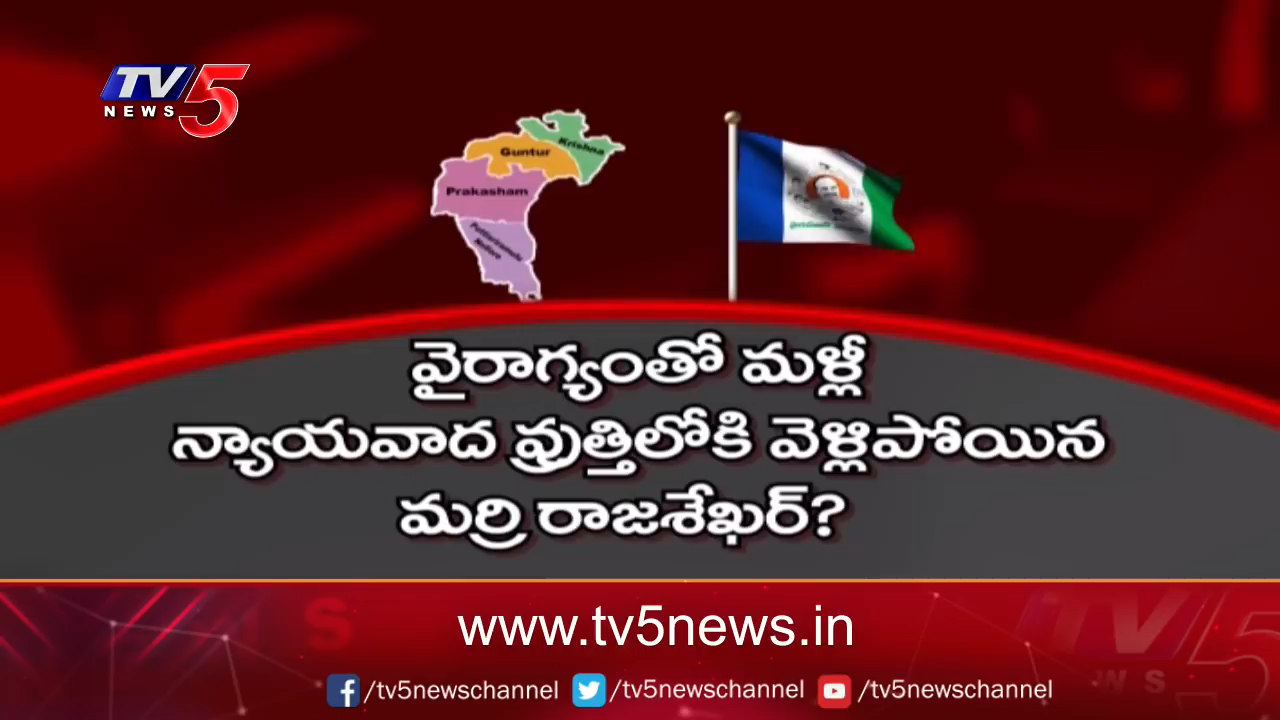 TV5
NEWS
Krishna
Guntur
Prakasham
వైరాగ్యంతో మళ్లీ
న్యాయవాద వ్రుత్తిలోకి వెళ్లిపోయిన
మర్రి రాజశేఖర్?
www.tv5news.in
/tv5newschannel /tv5newschannel /tv5newschannel